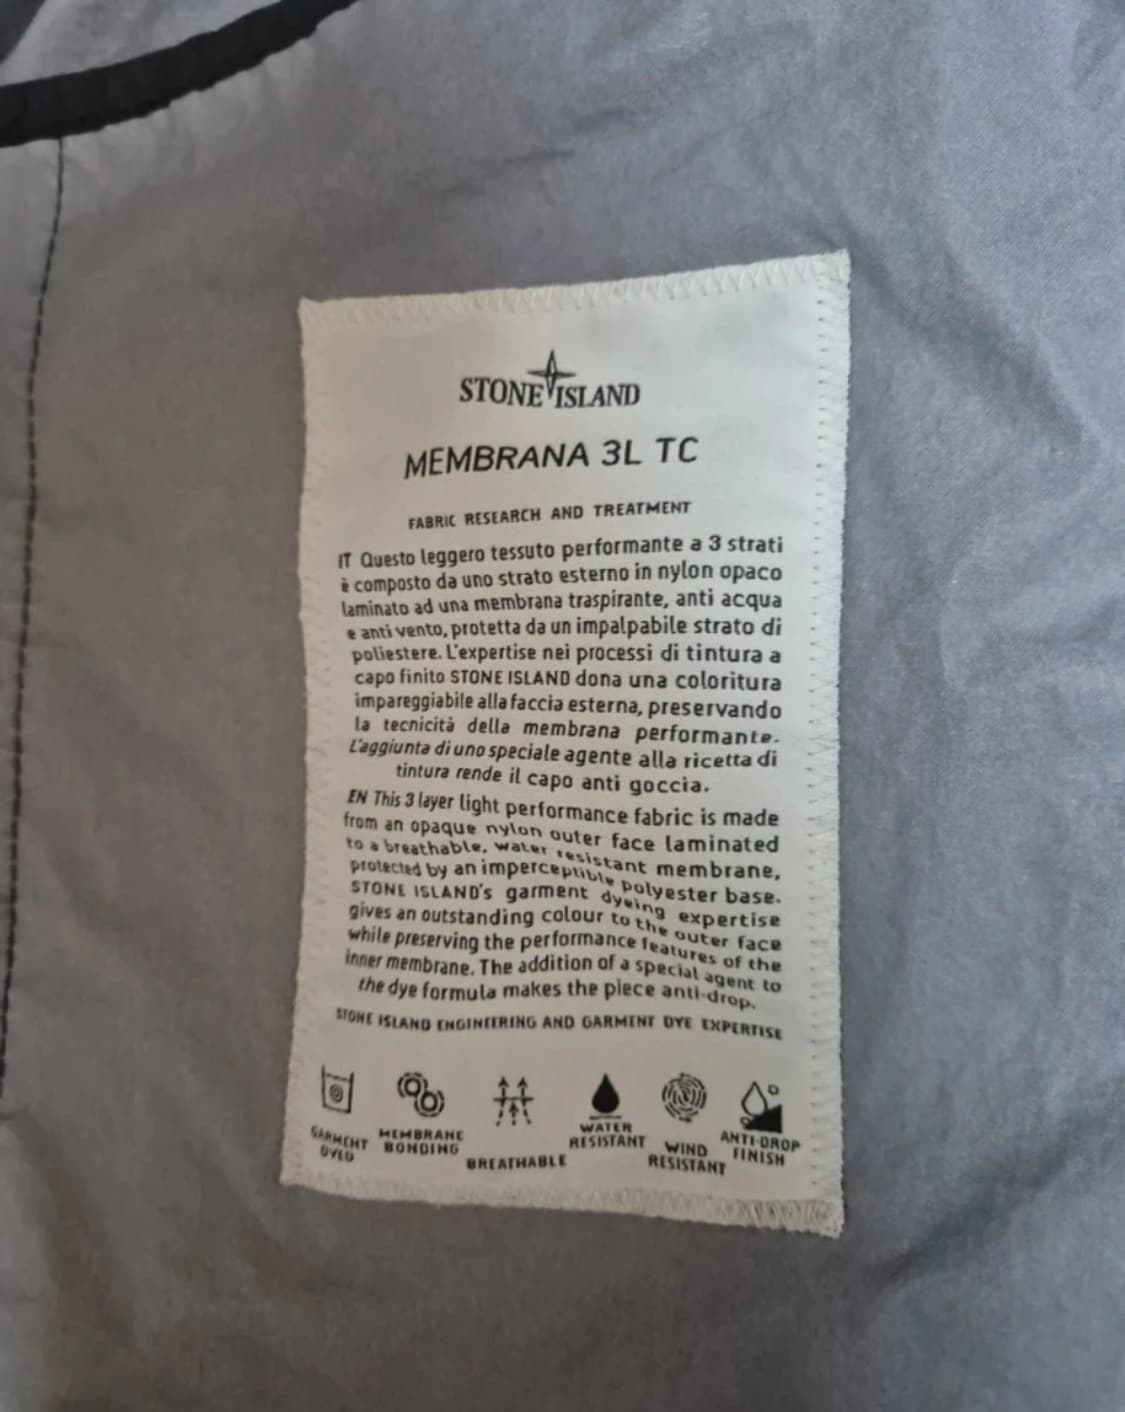 STONE ISLAND
MEMBRANA 3L TC
FABRIC RESEARCH AND TREATMENT
IT Questo leggero tessuto performante a 3 strati
è composto da uno strato esterno in nylon opaco
laminato ad una membrana traspirante, anti acqua
e anti vento, protetta da un impalpabile strato di
poliestere. L'expertise nei processi di tintura a
capo finito STONE ISLAND dona una coloritura
impareggiabile alla faccia esterna, preservando
la tecnicità della membrana performante.
L'aggiunta di uno speciale agente alla ricetta di
tintura rende il capo anti goccia.
EN This 3 layer light performance fabric is made
from an opaque nylon outer face laminated
to a breathable, water resistant membrane,
protected by an imperceptible polyester base.
STONE ISLAND's garment dyeing expertise
gives an outstanding colour to the outer face
while preserving the performance features of the
inner membrane. The addition of a special agent to
the dye formula makes the piece anti-drop.
STONE ISLAND ENGINEERING AND GARMENT DYE EXPERTISE
GARMENT
DYED
MEMBRANE
BONDING
BREATHABLE
WATER
RESISTANT
WIND
RESISTANT
ANTI-DROP
FINISH